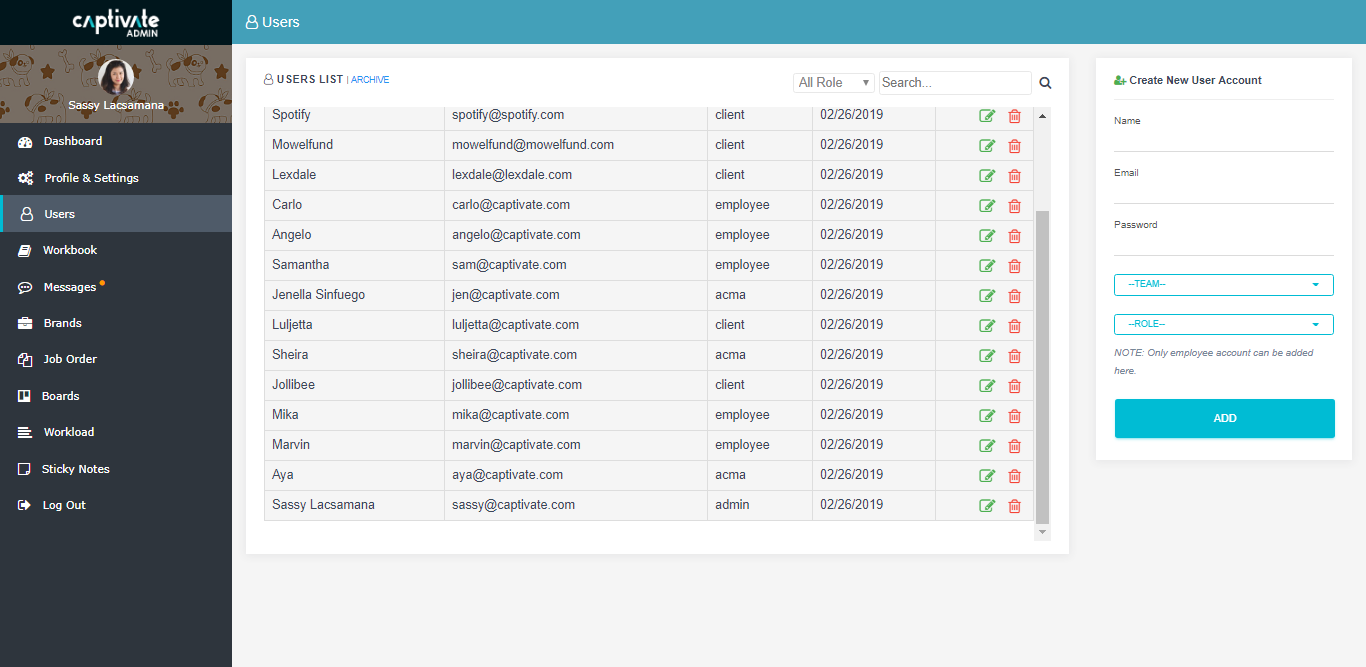 captivate
ADMIN
Users
Sassy Lacsamana
Dashboard
Profile & Settings
Users
Workbook
Messages
Brands
Job Order
Boards
Workload
Sticky Notes
Log Out
USERS LIST | ARCHIVE
All Role
Search...
Spotify spotify@spotify.com client 02/26/2019
Mowelfund mowelfund@mowelfund.com client 02/26/2019
Lexdale lexdale@lexdale.com client 02/26/2019
Carlo carlo@captivate.com employee 02/26/2019
Angelo angelo@captivate.com employee 02/26/2019
Samantha sam@captivate.com employee 02/26/2019
Jenella Sinfuego jen@captivate.com acma 02/26/2019
Luljetta luljetta@captivate.com client 02/26/2019
Sheira sheira@captivate.com acma 02/26/2019
Jollibee jollibee@captivate.com client 02/26/2019
Mika mika@captivate.com employee 02/26/2019
Marvin marvin@captivate.com employee 02/26/2019
Aya aya@captivate.com acma 02/26/2019
Sassy Lacsamana sassy@captivate.com admin 02/26/2019
Create New User Account
Name
Email
Password
--TEAM--
--ROLE--
NOTE: Only employee account can be added
here.
ADD